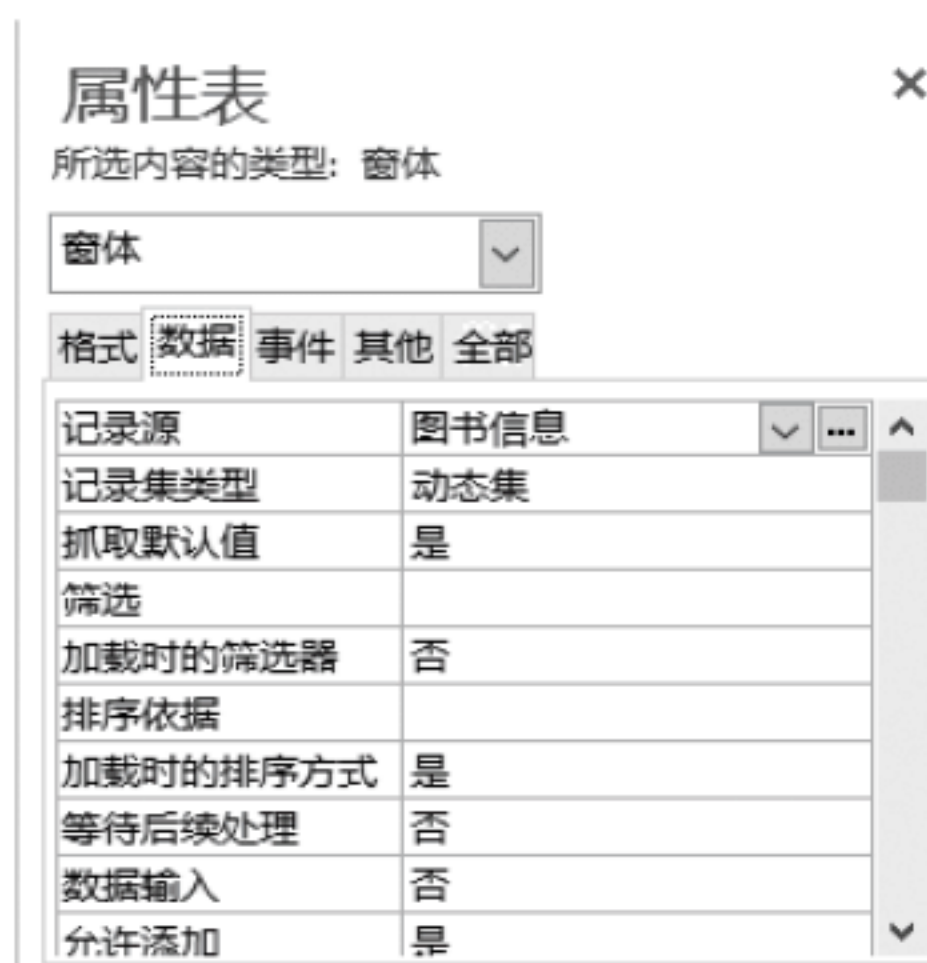 属性表
所选内容的类型: 窗体
窗体
格式 数据 事件 其他 全部
记录源 图书信息 ...
记录集类型 动态集
抓取默认值 是
筛选
加载时的筛选器 否
排序依据
加载时的排序方式 是
等待后续处理 否
数据输入 否
允许添加 是